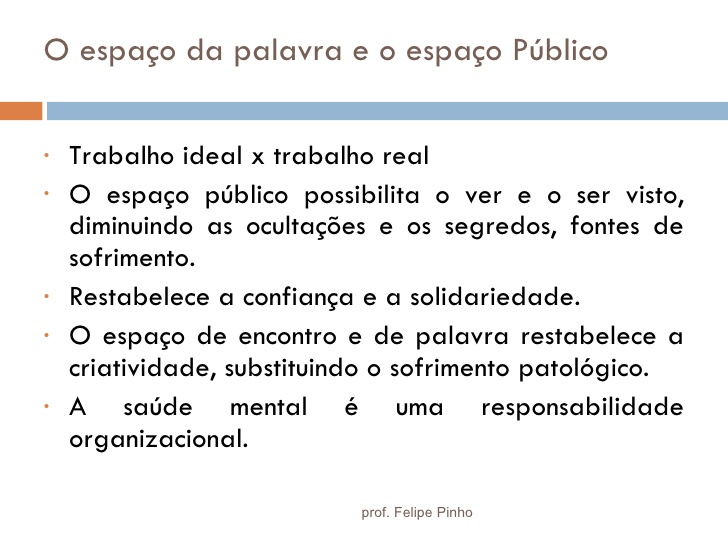 O espaço da palavra e o espaço Público
• Trabalho ideal x trabalho real
• O espaço público possibilita o ver e o ser visto,
diminuindo as ocultações e os segredos, fontes de
sofrimento.
• Restabelece a confiança e a solidariedade.
• O espaço de encontro e de palavra restabelece a
criatividade, substituindo o sofrimento patológico.
• A saúde mental é uma responsabilidade
organizacional.
prof. Felipe Pinho